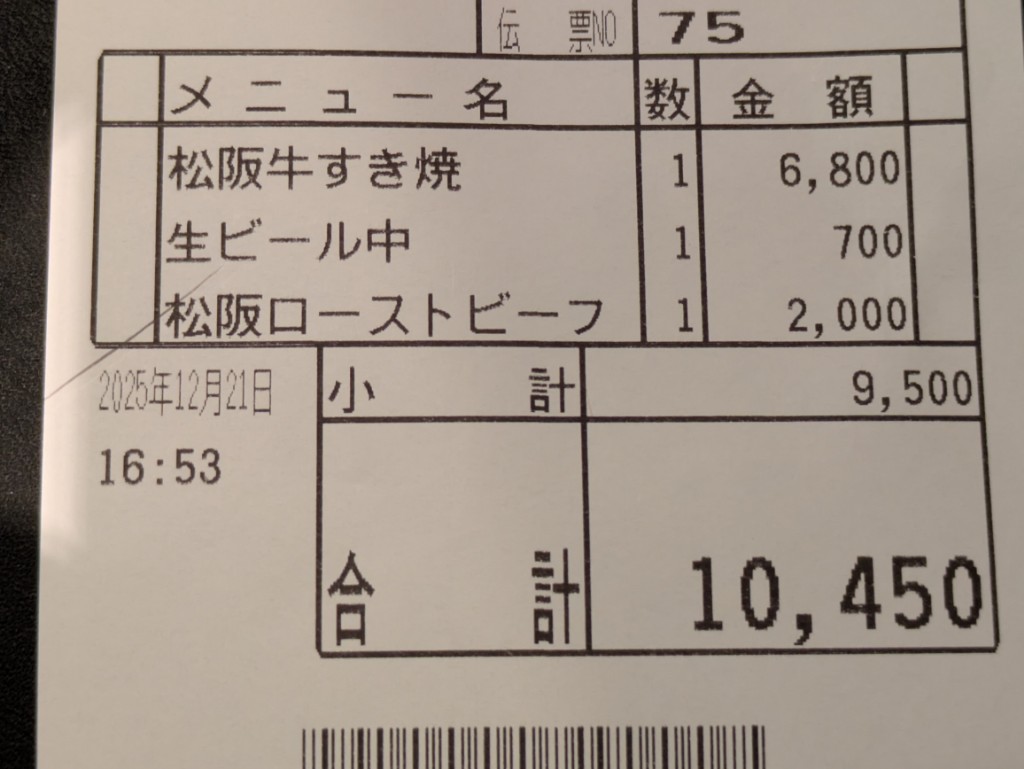 伝票NO 75
メニュー名 数 金額
松阪牛すき焼 1 6,800
生ビール中 1 700
松阪ローストビーフ 1 2,000
小計 9,500
2025年12月21日
16:53
合計 10,450